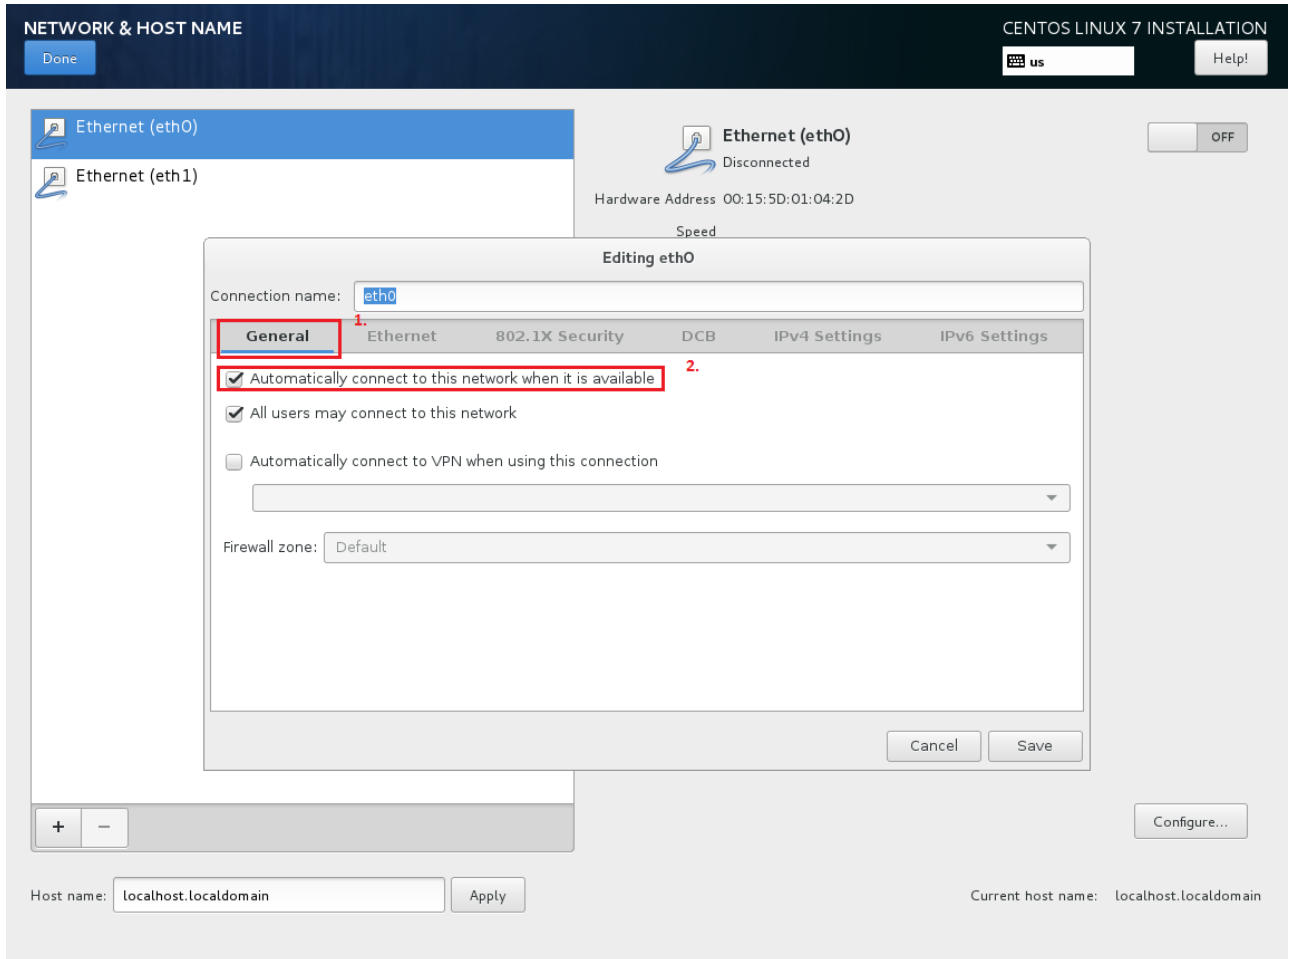 NETWORK & HOST NAME
CENTOS LINUX 7 INSTALLATION
Done
us
Help!
Ethernet (eth0)
Ethernet (eth1)
Ethernet (eth0)
Disconnected
OFF
Hardware Address 00:15:5D:01:04:2D
Speed
Editing eth0
Connection name: eth0
1.
General Ethernet 802.1X Security DCB IPv4 Settings IPv6 Settings
2.
Automatically connect to this network when it is available
All users may connect to this network
Automatically connect to VPN when using this connection
Firewall zone: Default
Cancel Save
+ −
Configure...
Host name: localhost.localdomain Apply
Current host name: localhost.localdomain